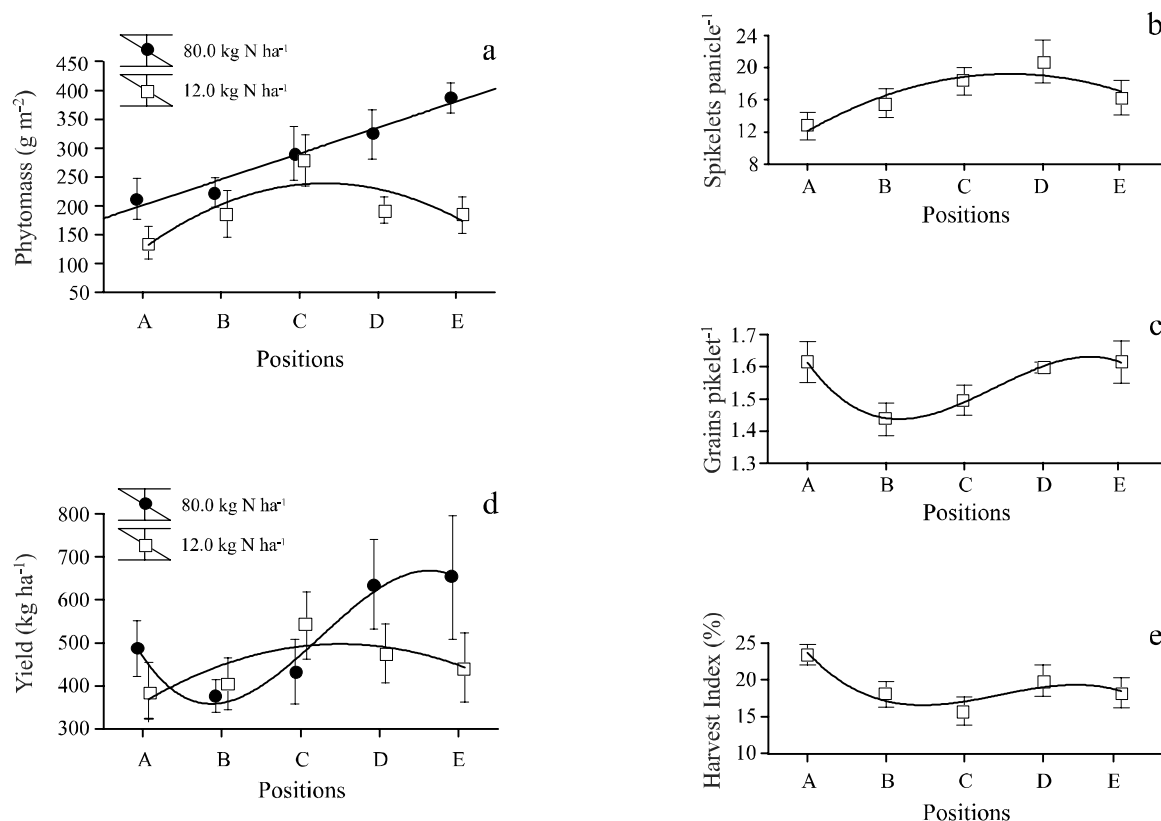 a
80.0 kg N ha⁻¹
12.0 kg N ha⁻¹
Phytomass (g m⁻²)
450
400
350
300
250
200
150
100
50
A B C D E
Positions
b
Spikelets panicle⁻¹
24
20
16
12
8
A B C D E
Positions
c
Grains pikelet⁻¹
1.7
1.6
1.5
1.4
1.3
A B C D E
Positions
d
80.0 kg N ha⁻¹
12.0 kg N ha⁻¹
Yield (kg ha⁻¹)
800
700
600
500
400
300
A B C D E
Positions
e
Harvest Index (%)
25
20
15
10
A B C D E
Positions